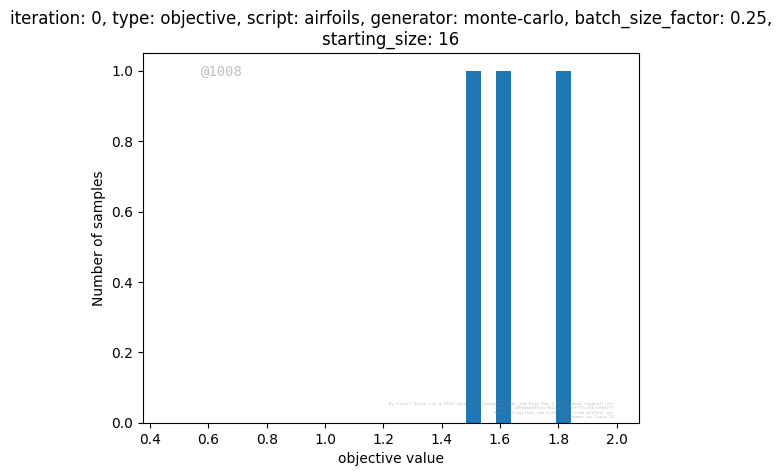 iteration: 0, type: objective, script: airfoils, generator: monte-carlo, batch_size_factor: 0.25,
starting_size: 16
@1008
1.0
0.8
0.6
0.4
0.2
0.0
Number of samples
0.4 0.6 0.8 1.0 1.2 1.4 1.6 1.8 2.0
objective value